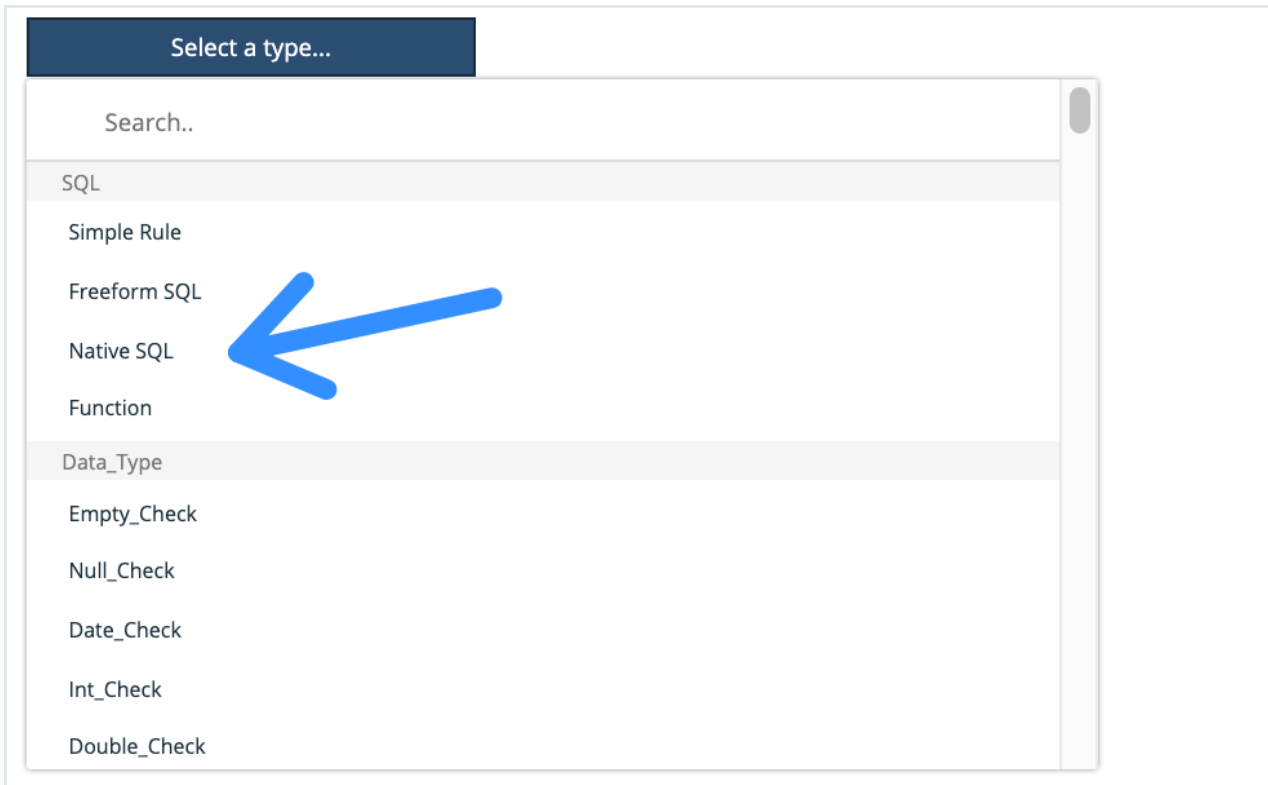 Select a type...
Search..
SQL
Simple Rule
Freeform SQL
Native SQL
Function
Data_Type
Empty_Check
Null_Check
Date_Check
Int_Check
Double_Check